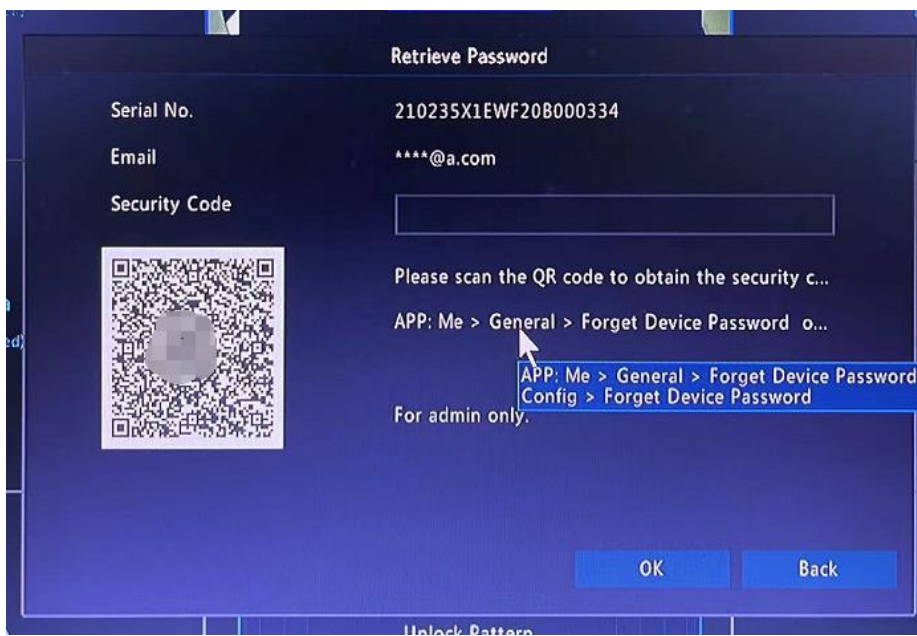 Retrieve Password
Serial No. 210235X1EWF20B000334
Email ****@a.com
Security Code
Please scan the QR code to obtain the security c...
APP: Me > General > Forget Device Password o...
APP: Me > General > Forget Device Password
Config > Forget Device Password
For admin only.
OK Back
Unlock Pattern